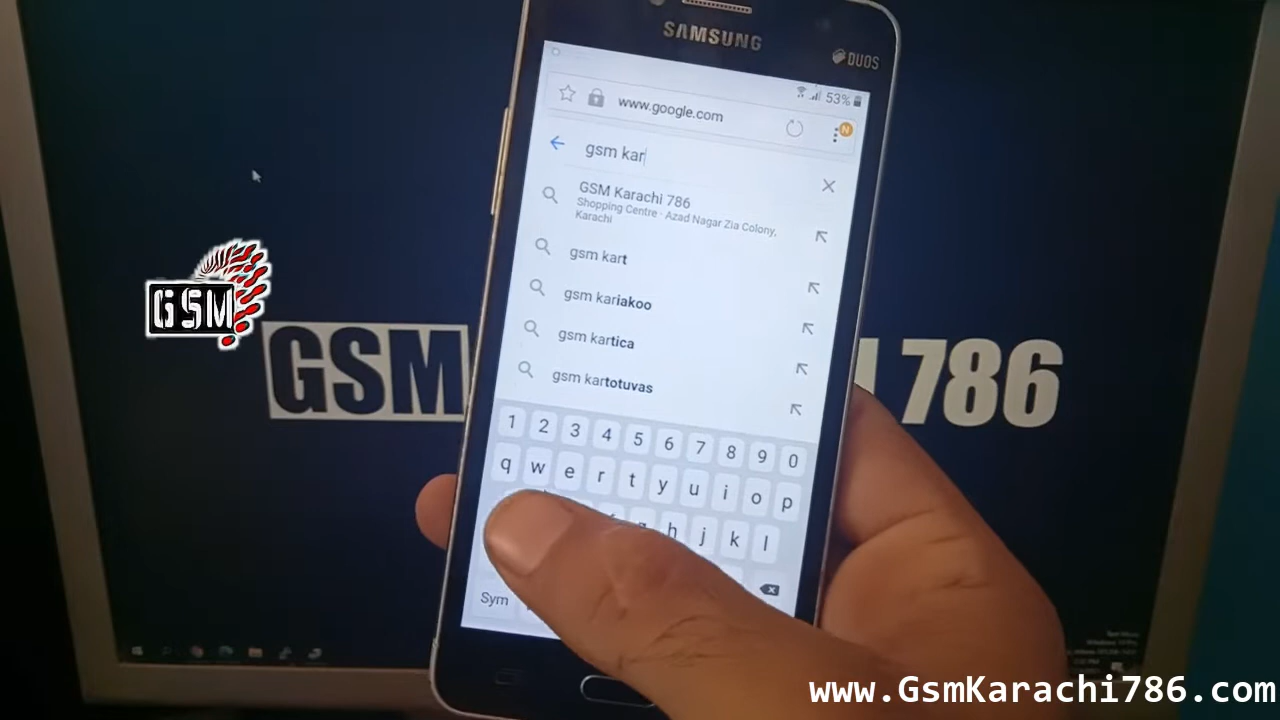 SAMSUNG
DUOS
53%
www.google.com
N
gsm kar
GSM Karachi 786
Shopping Centre · Azad Nagar Zia Colony,
Karachi
gsm kart
gsm kariakoo
gsm kartica
gsm kartotuvas
1 2 3 4 5 6 7 8 9 0
q w e r t y u i o p
h j k l
Sym
GSM
GSM 786
www.GsmKarachi786.com